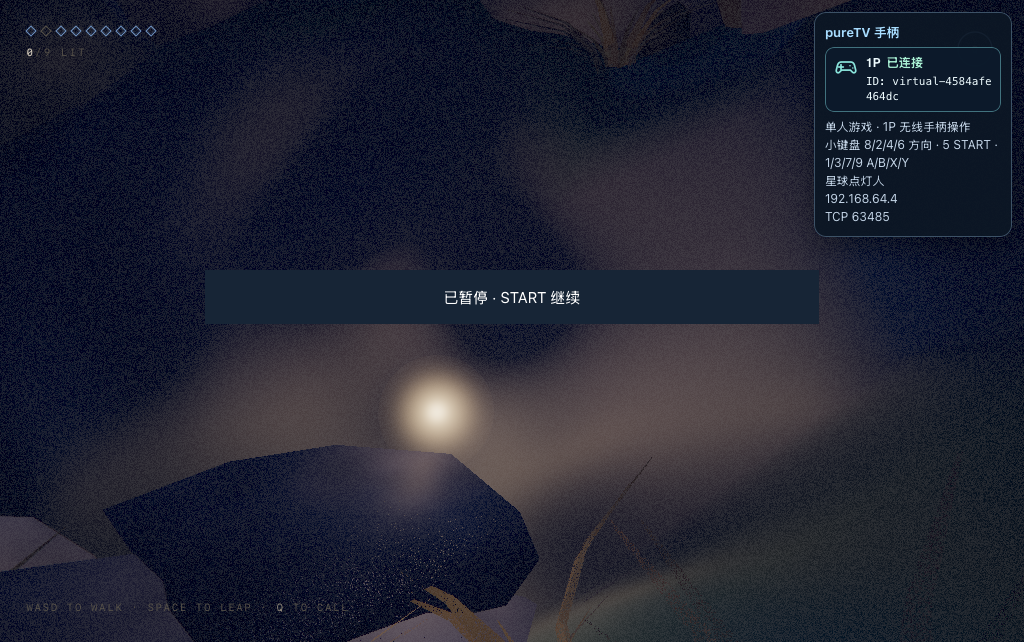 0/9 LIT
pureTV 手柄
1P 已连接
ID: virtual-4584afe
464dc
单人游戏 · 1P 无线手柄操作
小键盘 8/2/4/6 方向 · 5 START ·
1/3/7/9 A/B/X/Y
星球点灯人
192.168.64.4
TCP 63485
已暂停 · START 继续
WASD TO WALK · SPACE TO LEAP · Q TO CALL